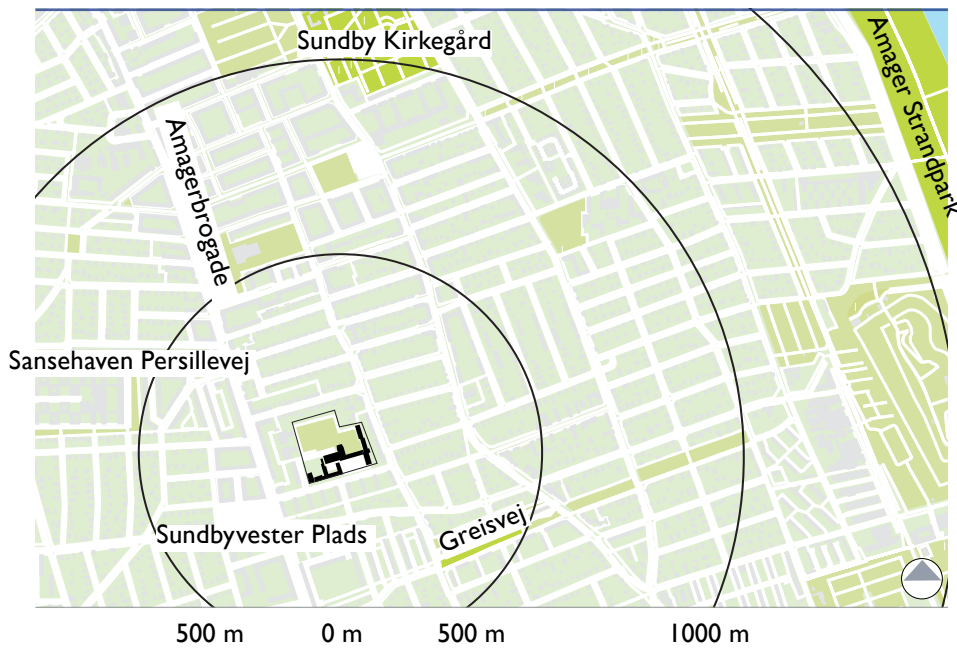 Sundby Kirkegård
Amager Strandpark
Amagerbrogade
Sansehaven Persillevej
Greisvej
Sundbyvester Plads
500 m 0 m 500 m 1000 m